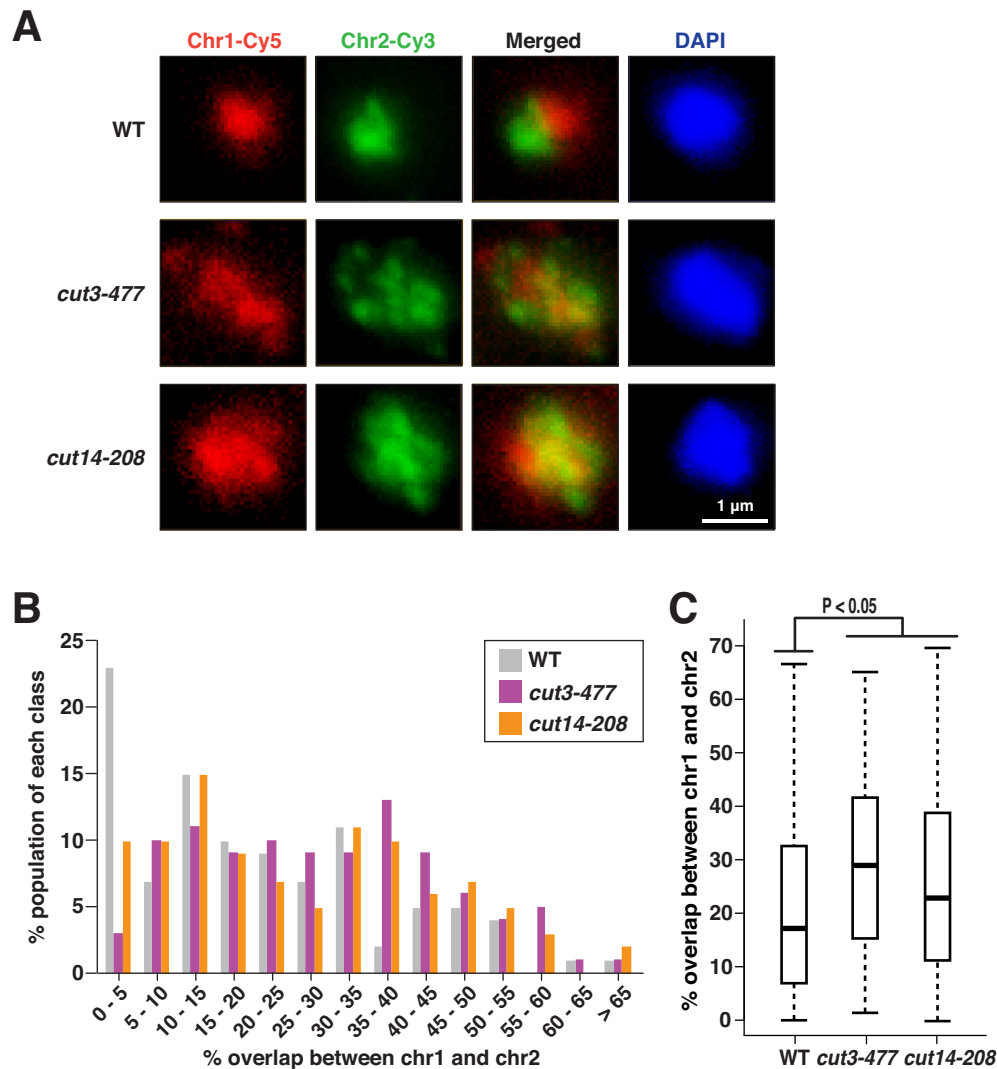 A
Chr1-Cy5 Chr2-Cy3 Merged DAPI
WT
cut3-477
cut14-208
1 µm
B
% population of each class
25
20
15
10
5
0
WT
cut3-477
cut14-208
0 - 5 5 - 10 10 - 15 15 - 20 20 - 25 25 - 30 30 - 35 35 - 40 40 - 45 45 - 50 50 - 55 55 - 60 60 - 65 > 65
% overlap between chr1 and chr2
C
P < 0.05
% overlap between chr1 and chr2
70
60
50
40
30
20
10
0
WT cut3-477 cut14-208